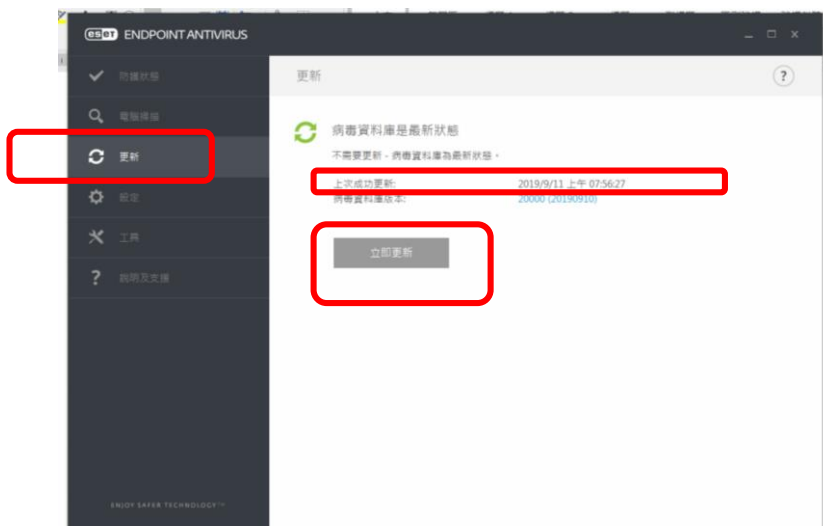 eset ENDPOINT ANTIVIRUS
防護狀態
電腦掃描
更新
設定
工具
說明及支援
ENJOY SAFER TECHNOLOGY™
更新
?
病毒資料庫是最新狀態
不需要更新 - 病毒資料庫為最新狀態。
上次成功更新: 2019/9/11 上午 07:56:27
病毒資料庫版本: 20000 (20190910)
立即更新